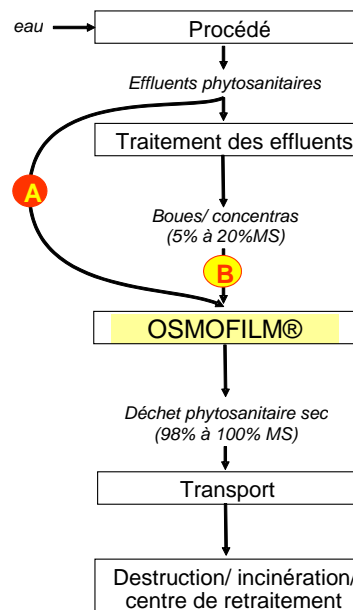 eau
Procédé
Effluents phytosanitaires
Traitement des effluents
A
Boues/ concentras
(5% à 20%MS)
B
OSMOFILM®
Déchet phytosanitaire sec
(98% à 100% MS)
Transport
Destruction/ incinération/
centre de retraitement